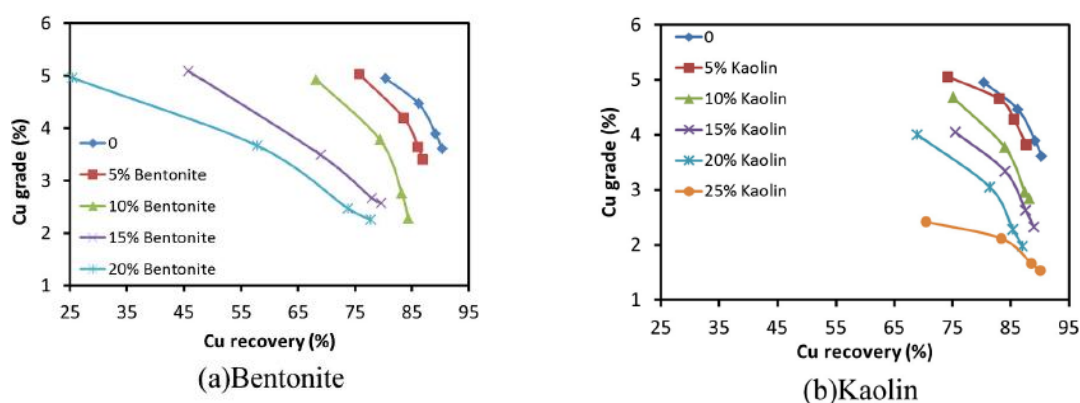 6
5
4
3
2
1
Cu grade (%)
0
5% Bentonite
10% Bentonite
15% Bentonite
20% Bentonite
25 35 45 55 65 75 85 95
Cu recovery (%)
(a)Bentonite
6
5
4
3
2
1
Cu grade (%)
0
5% Kaolin
10% Kaolin
15% Kaolin
20% Kaolin
25% Kaolin
25 35 45 55 65 75 85 95
Cu recovery (%)
(b)Kaolin